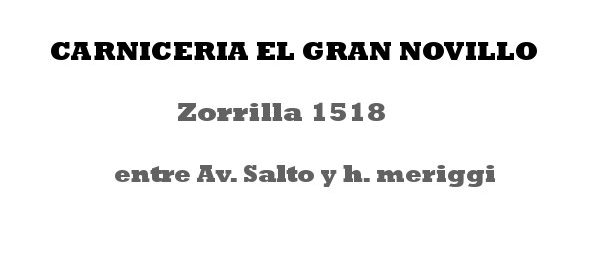 CARNICERIA EL GRAN NOVILLO
Zorrilla 1518
entre Av. Salto y h. meriggi